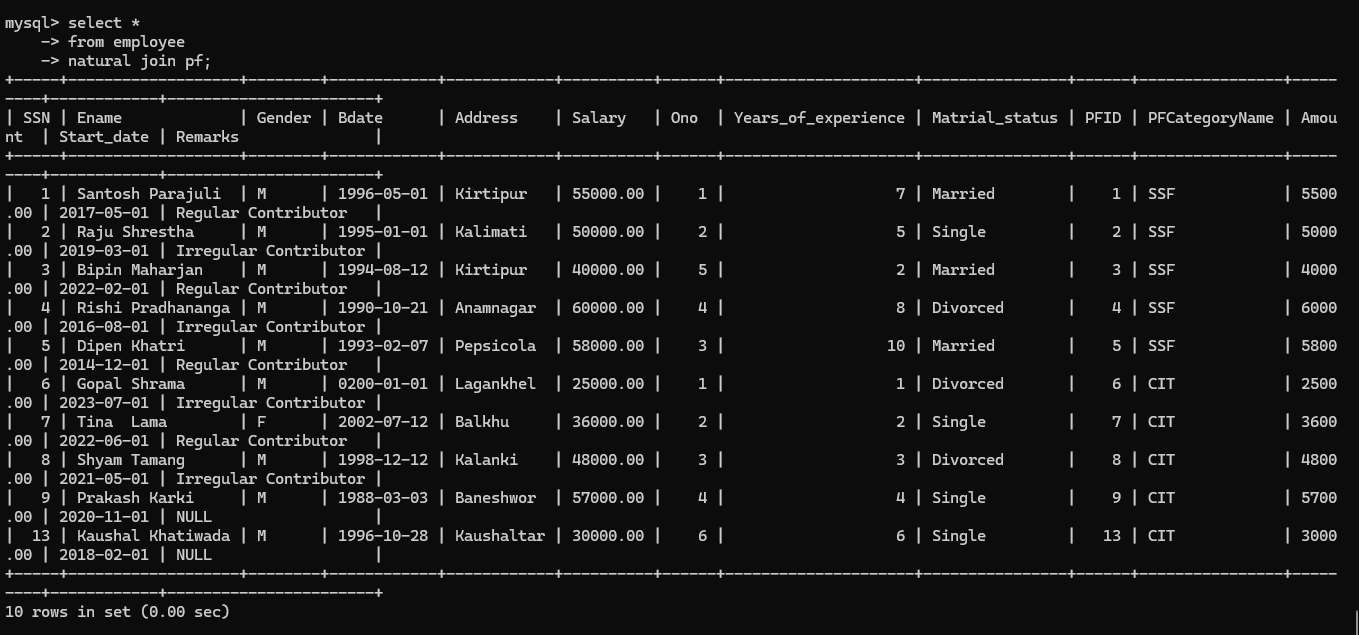 mysql> select *
    -> from employee
    -> natural join pf;
+-----+-------------------+--------+------------+------------+----------+------+---------------------+----------------+------+----------------+-----
----+------------+-----------------------+
| SSN | Ename             | Gender | Bdate      | Address    | Salary   | Ono  | Years_of_experience | Matrial_status | PFID | PFCategoryName | Amou
nt  | Start_date | Remarks               |
+-----+-------------------+--------+------------+------------+----------+------+---------------------+----------------+------+----------------+-----
----+------------+-----------------------+
|   1 | Santosh Parajuli  | M      | 1996-05-01 | Kirtipur   | 55000.00 |    1 |                   7 | Married        |    1 | SSF            | 5500
.00 | 2017-05-01 | Regular Contributor   |
|   2 | Raju Shrestha     | M      | 1995-01-01 | Kalimati   | 50000.00 |    2 |                   5 | Single         |    2 | SSF            | 5000
.00 | 2019-03-01 | Irregular Contributor |
|   3 | Bipin Maharjan    | M      | 1994-08-12 | Kirtipur   | 40000.00 |    5 |                   2 | Married        |    3 | SSF            | 4000
.00 | 2022-02-01 | Regular Contributor   |
|   4 | Rishi Pradhananga | M      | 1990-10-21 | Anamnagar  | 60000.00 |    4 |                   8 | Divorced       |    4 | SSF            | 6000
.00 | 2016-08-01 | Irregular Contributor |
|   5 | Dipen Khatri      | M      | 1993-02-07 | Pepsicola  | 58000.00 |    3 |                  10 | Married        |    5 | SSF            | 5800
.00 | 2014-12-01 | Regular Contributor   |
|   6 | Gopal Shrama      | M      | 0200-01-01 | Lagankhel  | 25000.00 |    1 |                   1 | Divorced       |    6 | CIT            | 2500
.00 | 2023-07-01 | Irregular Contributor |
|   7 | Tina  Lama        | F      | 2002-07-12 | Balkhu     | 36000.00 |    2 |                   2 | Single         |    7 | CIT            | 3600
.00 | 2022-06-01 | Regular Contributor   |
|   8 | Shyam Tamang      | M      | 1998-12-12 | Kalanki    | 48000.00 |    3 |                   3 | Divorced       |    8 | CIT            | 4800
.00 | 2021-05-01 | Irregular Contributor |
|   9 | Prakash Karki     | M      | 1988-03-03 | Baneshwor  | 57000.00 |    4 |                   4 | Single         |    9 | CIT            | 5700
.00 | 2020-11-01 | NULL                  |
|  13 | Kaushal Khatiwada | M      | 1996-10-28 | Kaushaltar | 30000.00 |    6 |                   6 | Single         |   13 | CIT            | 3000
.00 | 2018-02-01 | NULL                  |
+-----+-------------------+--------+------------+------------+----------+------+---------------------+----------------+------+----------------+-----
----+------------+-----------------------+
10 rows in set (0.00 sec)